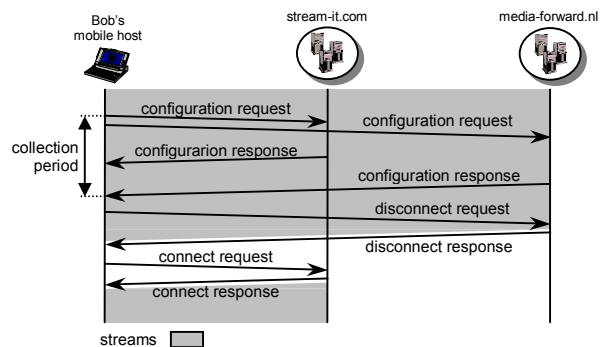 Bob's
mobile host
stream-it.com
media-forward.nl
configuration request
configuration request
collection
period
configurarion response
configuration response
disconnect request
disconnect response
connect request
connect response
streams